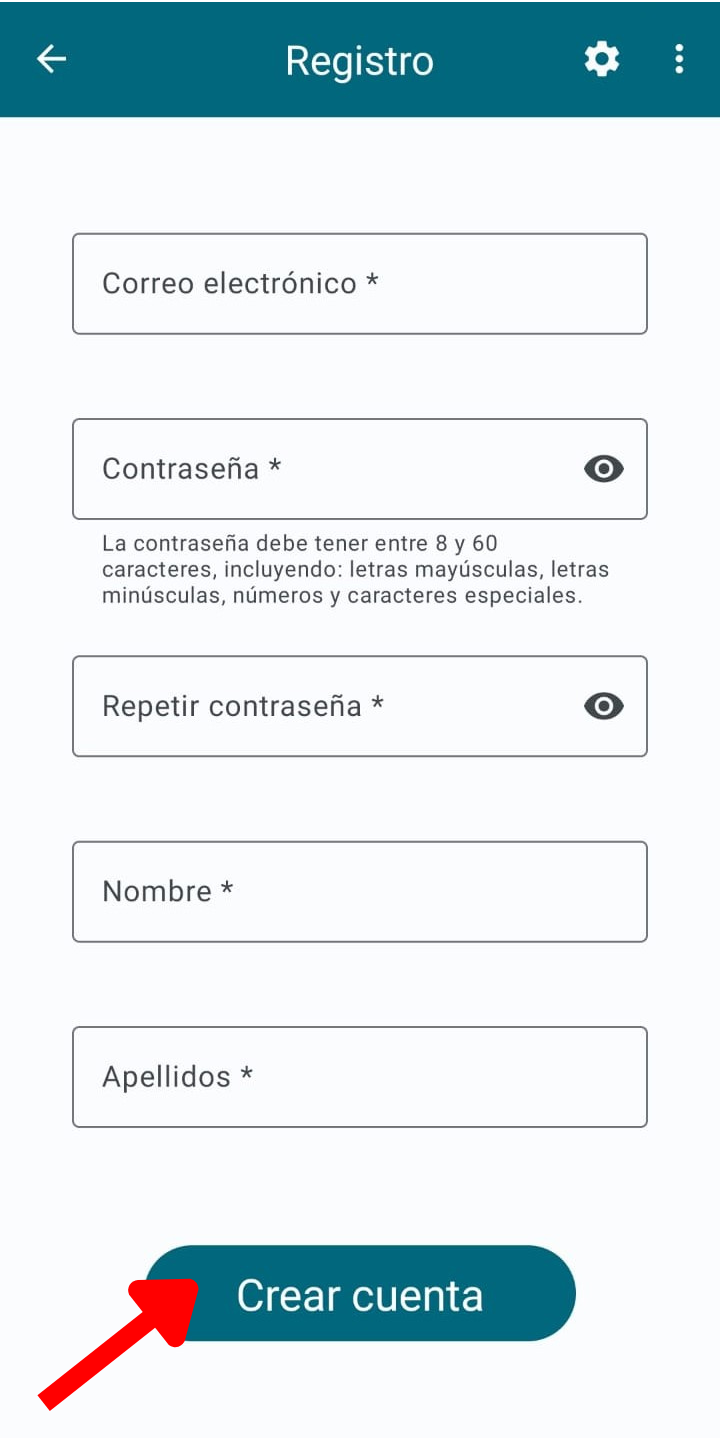 Registro
Correo electrónico *
Contraseña *
La contraseña debe tener entre 8 y 60
caracteres, incluyendo: letras mayúsculas, letras
minúsculas, números y caracteres especiales.
Repetir contraseña *
Nombre *
Apellidos *
Crear cuenta